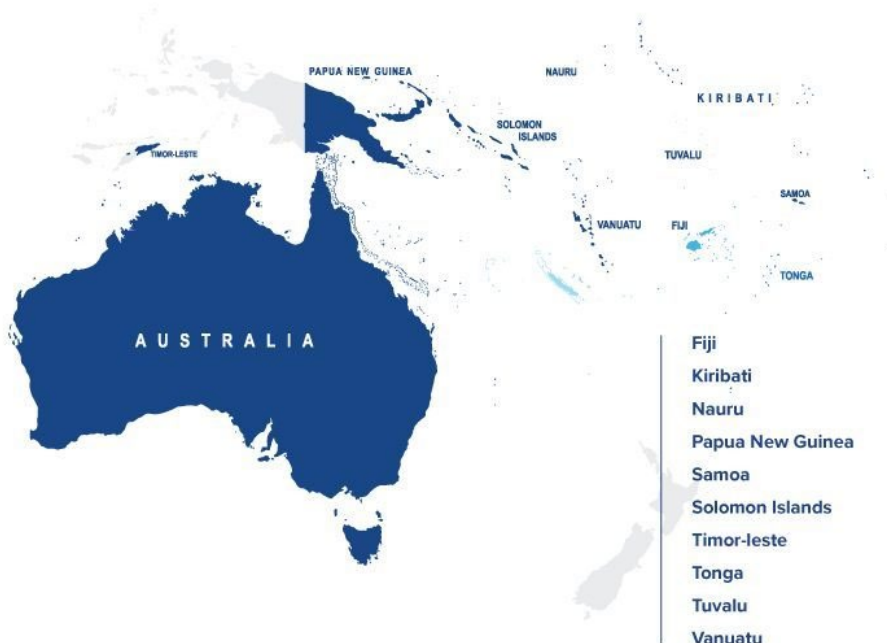 PAPUA NEW GUINEA
NAURU
KIRIBATI
SOLOMON
ISLANDS
TIMOR-LESTE
TUVALU
SAMOA
VANUATU
FIJI
TONGA
AUSTRALIA
Fiji
Kiribati
Nauru
Papua New Guinea
Samoa
Solomon Islands
Timor-leste
Tonga
Tuvalu
Vanuatu